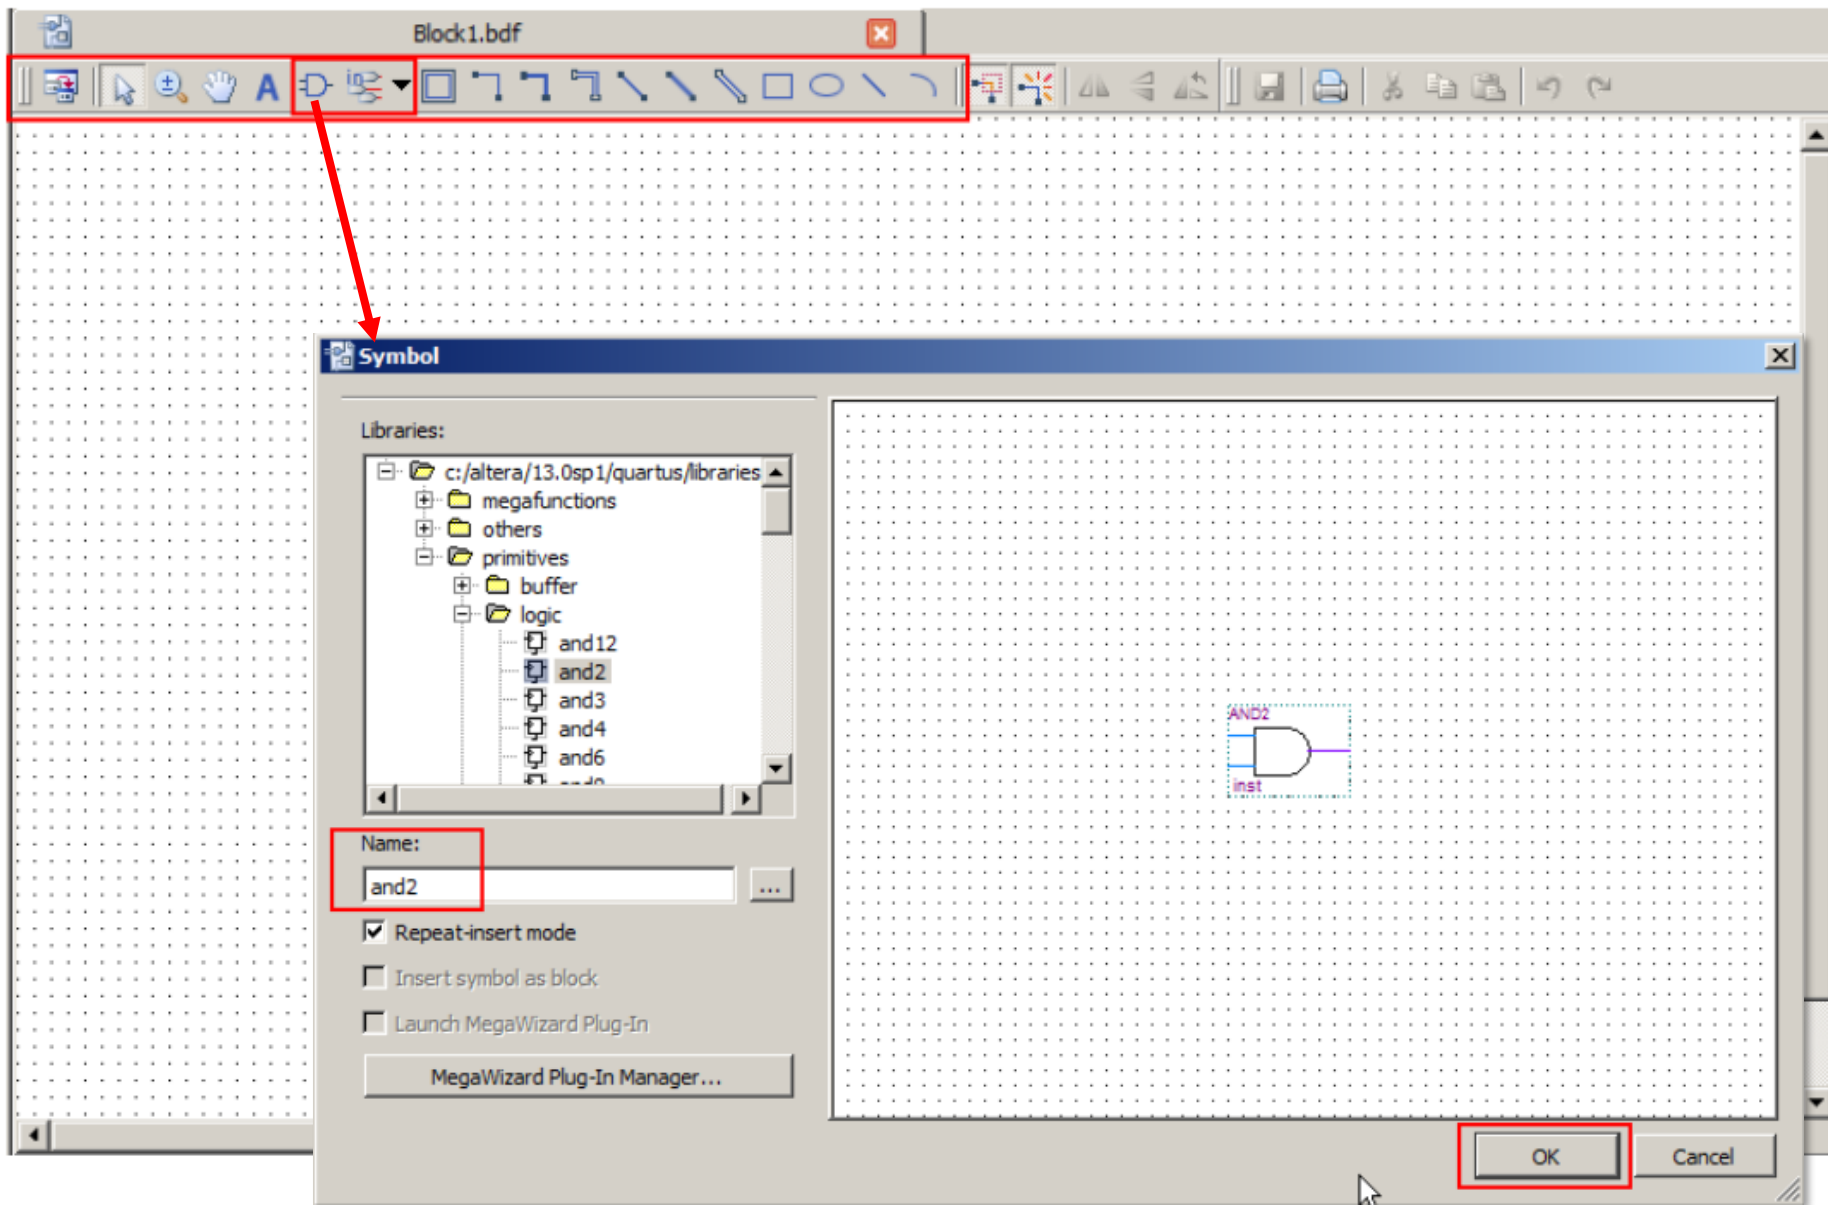 Block1.bdf
A
Symbol
Libraries:
c:/altera/13.0sp1/quartus/libraries
megafunctions
others
primitives
buffer
logic
and12
and2
and3
and4
and6
AND2
inst
Name:
and2
...
Repeat-insert mode
Insert symbol as block
Launch MegaWizard Plug-In
MegaWizard Plug-In Manager...
OK
Cancel